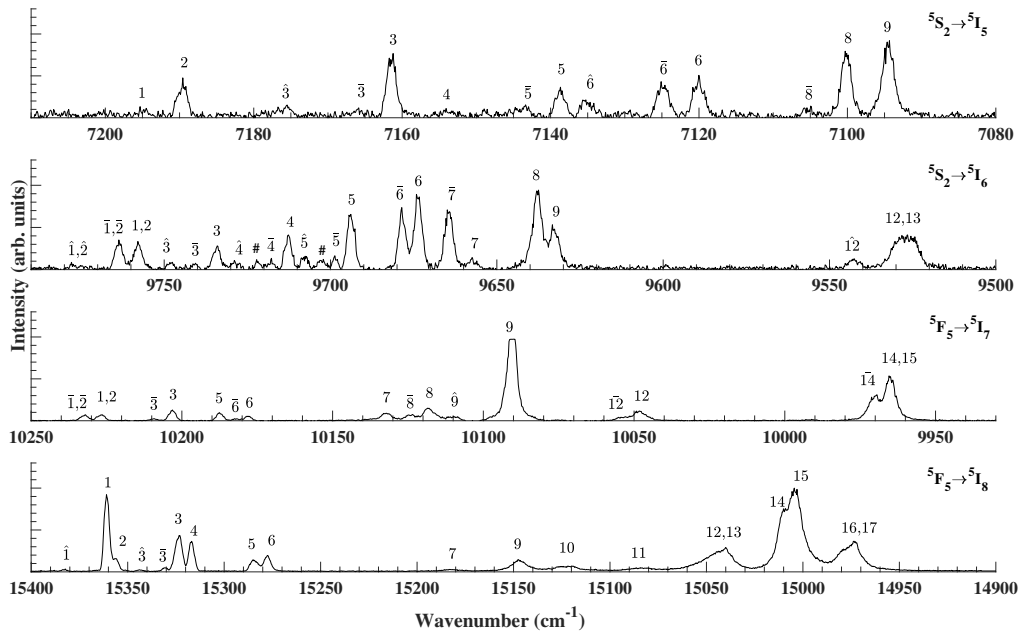 ⁵S₂→⁵I₅
1 2 3̂ 3̄ 3 4 5̄ 5 6̂ 6̄ 6 8̄ 8 9
7200 7180 7160 7140 7120 7100 7080
⁵S₂→⁵I₆
1̂,2̂ 1̄,2̄ 1,2 3̂ 3̄ 3 4̂ # 4̄ 4 5̂ # 5̄ 5 6̄ 6 7̄ 7 8 9 1̂2 12,13
9750 9700 9650 9600 9550 9500
⁵F₅→⁵I₇
1̄,2̄ 1,2 3̄ 3 5 6̄ 6 7 8̄ 8 9̂ 9 1̄2 12 1̄4 14,15
10250 10200 10150 10100 10050 10000 9950
⁵F₅→⁵I₈
1̂ 1 2 3̂ 3̄ 3 4 5 6 7 9 10 11 12,13 14 15 16,17
15400 15350 15300 15250 15200 15150 15100 15050 15000 14950 14900
Wavenumber (cm⁻¹)
Intensity (arb. units)